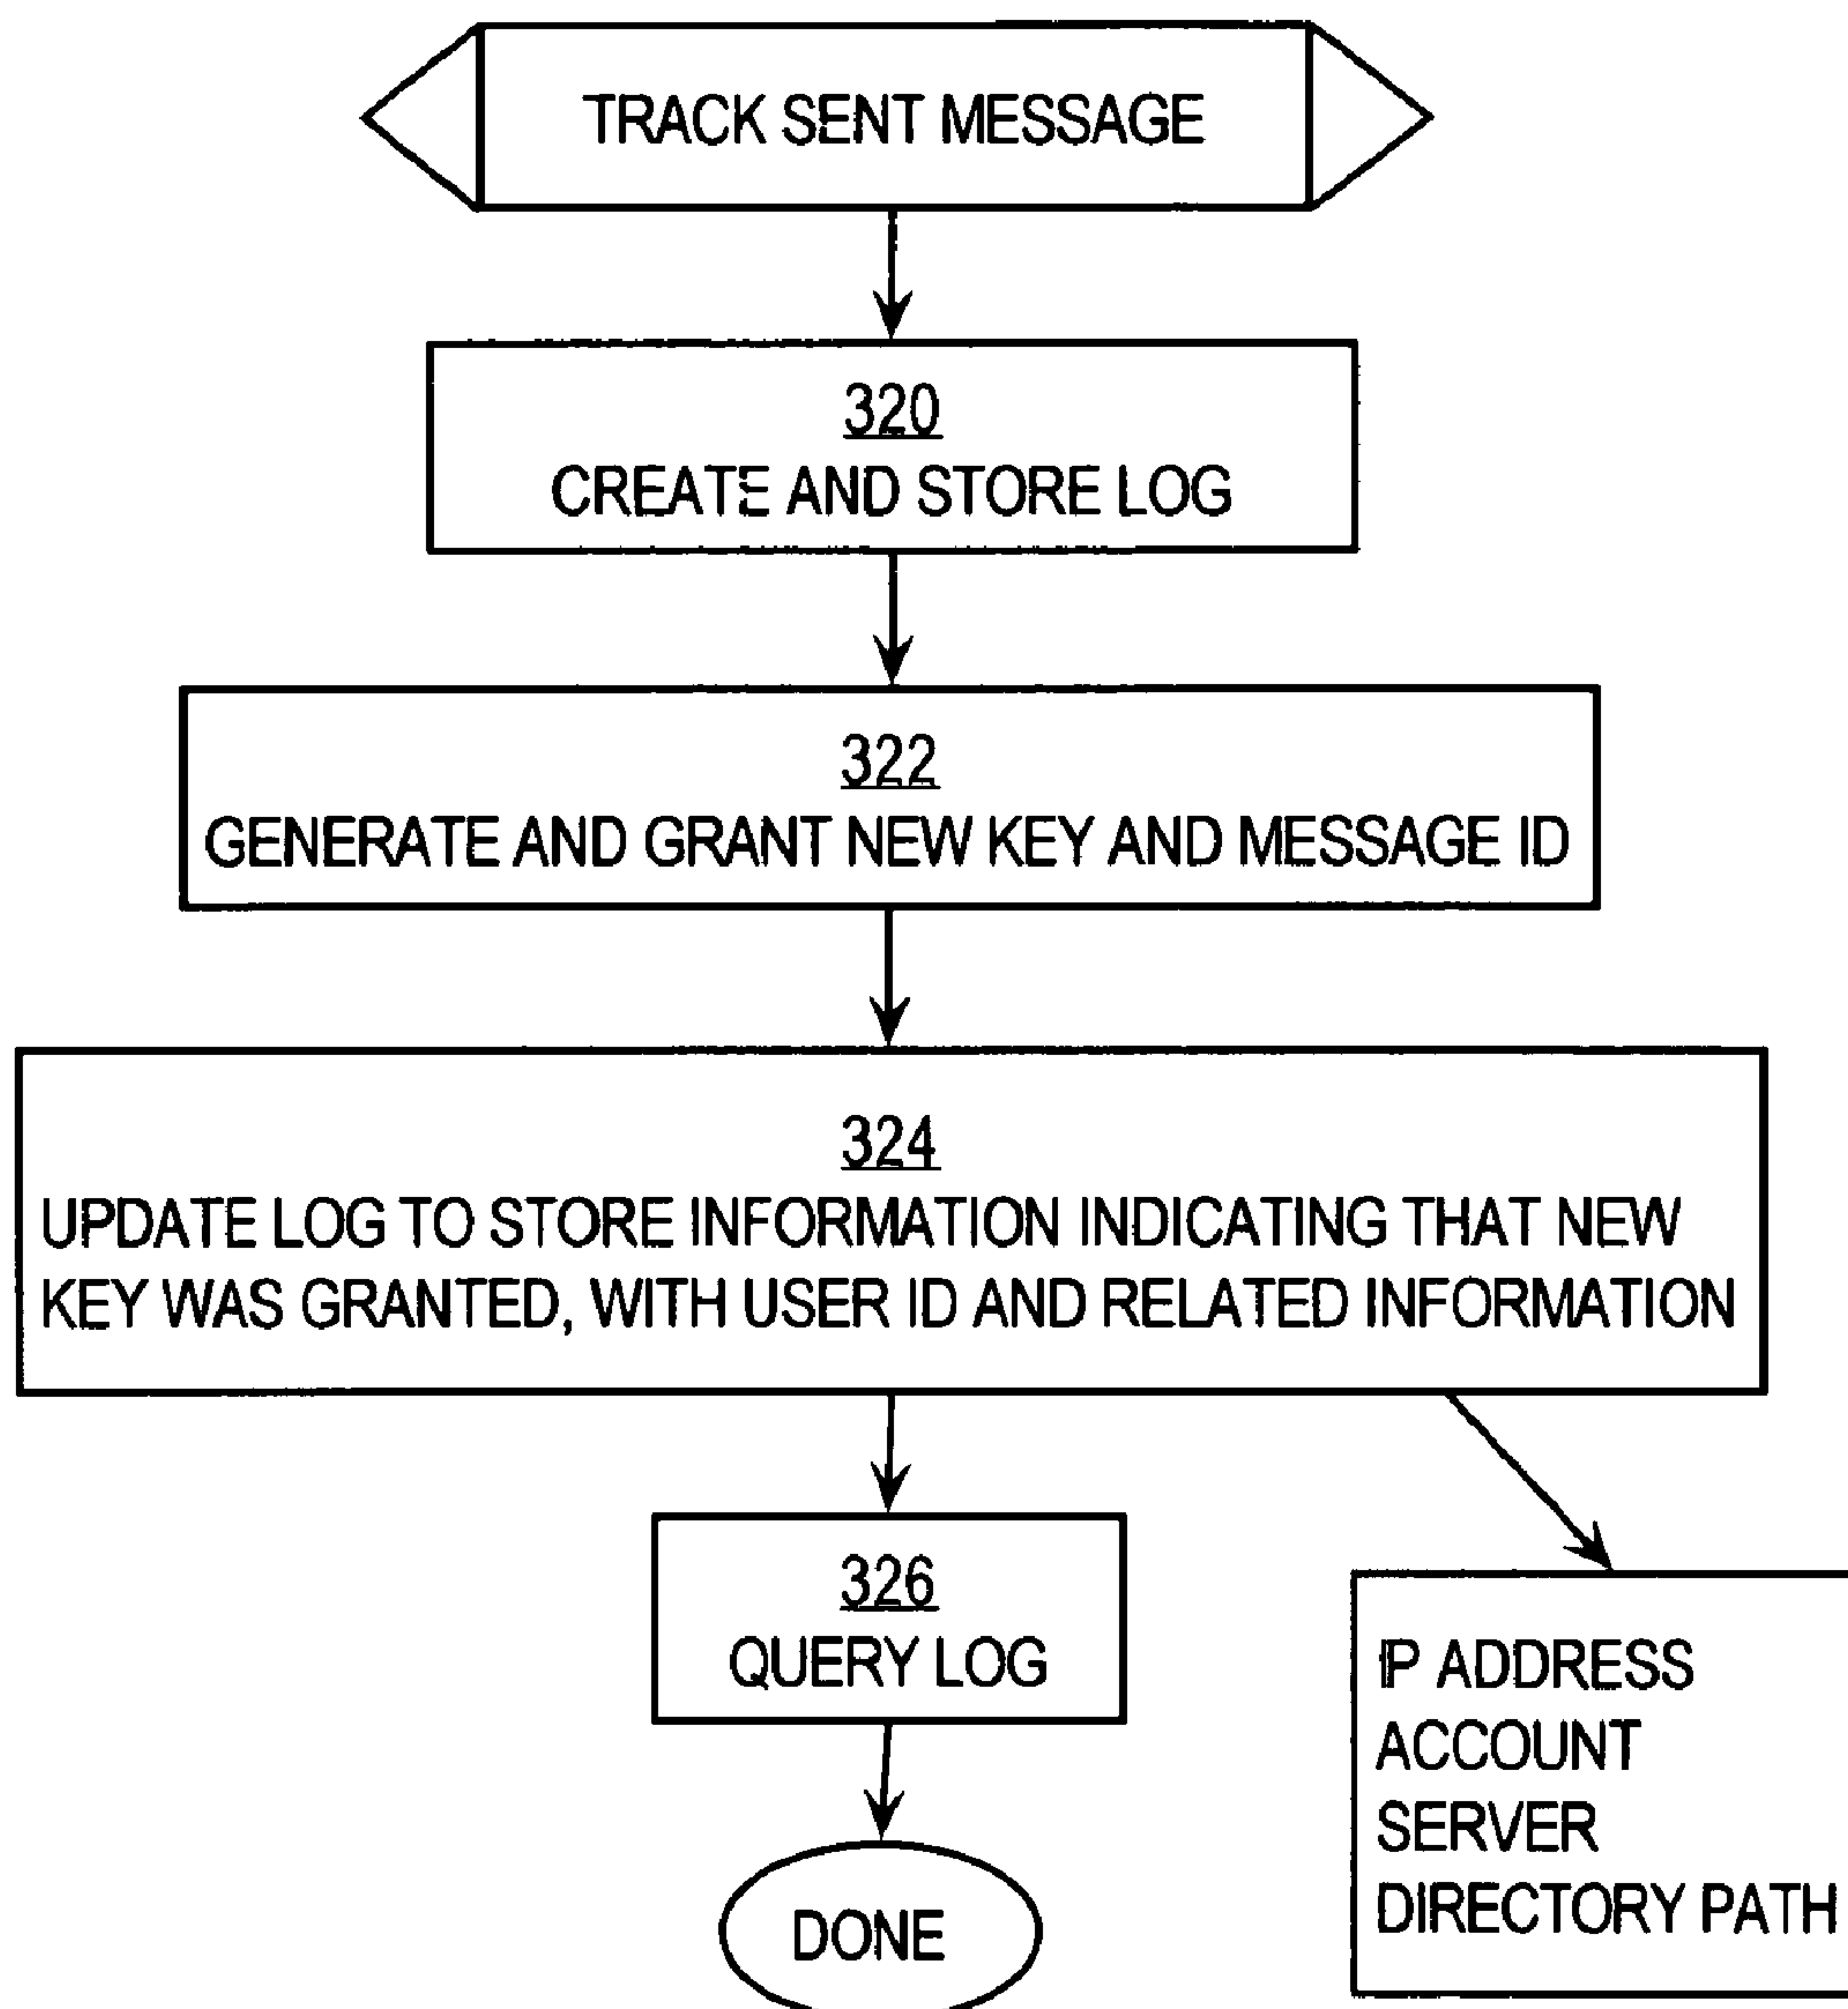 TRACK SENT MESSAGE
320
CREATE AND STORE LOG
322
GENERATE AND GRANT NEW KEY AND MESSAGE ID
324
UPDATE LOG TO STORE INFORMATION INDICATING THAT NEW
KEY WAS GRANTED, WITH USER ID AND RELATED INFORMATION
326
QUERY LOG
IP ADDRESS
ACCOUNT
SERVER
DIRECTORY PATH
DONE